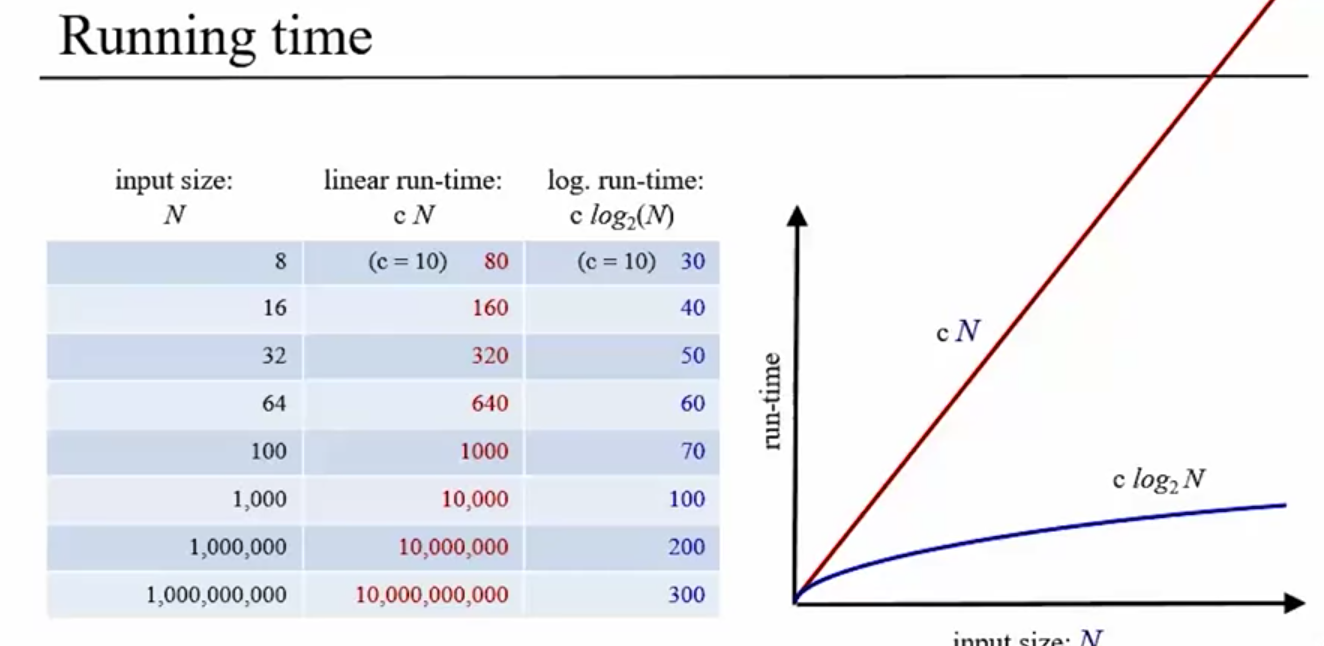 Running time
input size: linear run-time: log. run-time:
N c N c log₂(N)
8 (c = 10) 80 (c = 10) 30
16 160 40
32 320 50
64 640 60
100 1000 70
1,000 10,000 100
1,000,000 10,000,000 200
1,000,000,000 10,000,000,000 300
run-time
c N
c log₂ N
input size: N